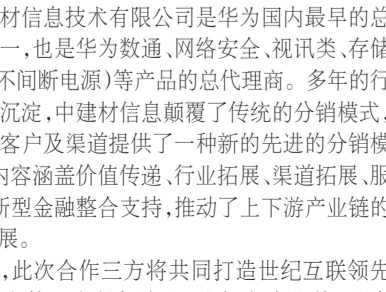 材信息技术有限公司是华为国内最早的总
一，也是华为数通、网络安全、视讯类、存储
不间断电源)等产品的总代理商。多年的行
沉淀，中建材信息颠覆了传统的分销模式，
客户及渠道提供了一种新的先进的分销模
内容涵盖价值传递、行业拓展、渠道拓展、服
新型金融整合支持，推动了上下游产业链的
展。
，此次合作三方将共同打造世纪互联领先